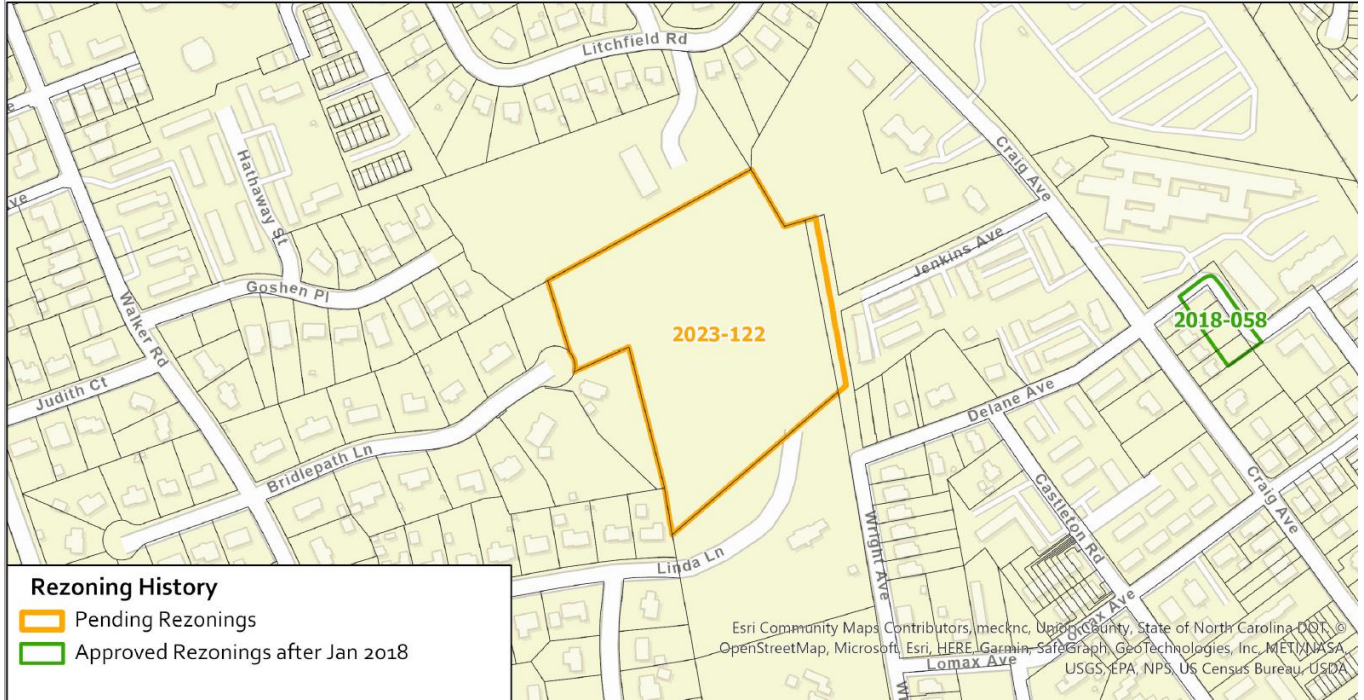 Litchfield Rd
Craig Ave
Hathaway St
Jenkins Ave
Goshen Pl
2018-058
2023-122
Walker Rd
Judith Ct
Delane Ave
Bridlepath Ln
Castleton Rd
Craig Ave
Wright Ave
Linda Ln
Lomax Ave
Lomax Ave
Rezoning History
Pending Rezonings
Approved Rezonings after Jan 2018
Esri Community Maps Contributors, mecknc, Union County, State of North Carolina DOT, ©
OpenStreetMap, Microsoft, Esri, HERE, Garmin, SafeGraph, GeoTechnologies, Inc, METI/NASA,
USGS, EPA, NPS, US Census Bureau, USDA